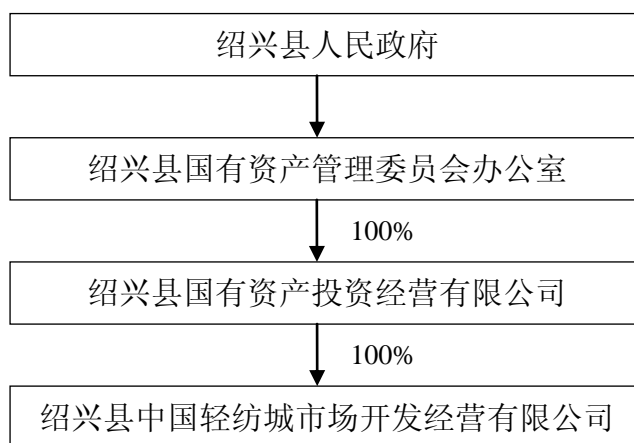 绍兴县人民政府
绍兴县国有资产管理委员会办公室
100%
绍兴县国有资产投资经营有限公司
100%
绍兴县中国轻纺城市场开发经营有限公司